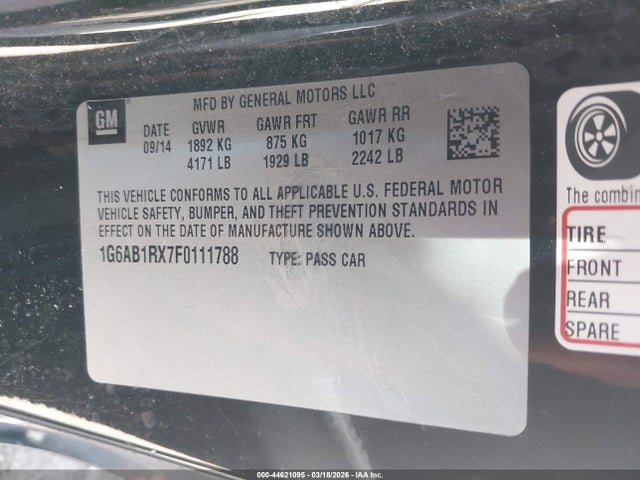 GM
MFD BY GENERAL MOTORS LLC
DATE GVWR GAWR FRT GAWR RR
09/14 1892 KG 875 KG 1017 KG
4171 LB 1929 LB 2242 LB
THIS VEHICLE CONFORMS TO ALL APPLICABLE U.S. FEDERAL MOTOR
VEHICLE SAFETY, BUMPER, AND THEFT PREVENTION STANDARDS IN
EFFECT ON THE DATE OF MANUFACTURE SHOWN ABOVE.
1G6AB1RX7F0111788 TYPE: PASS CAR
The combin
TIRE
FRONT
REAR
SPARE
000-44621095 - 03/18/2026 - IAA Inc.